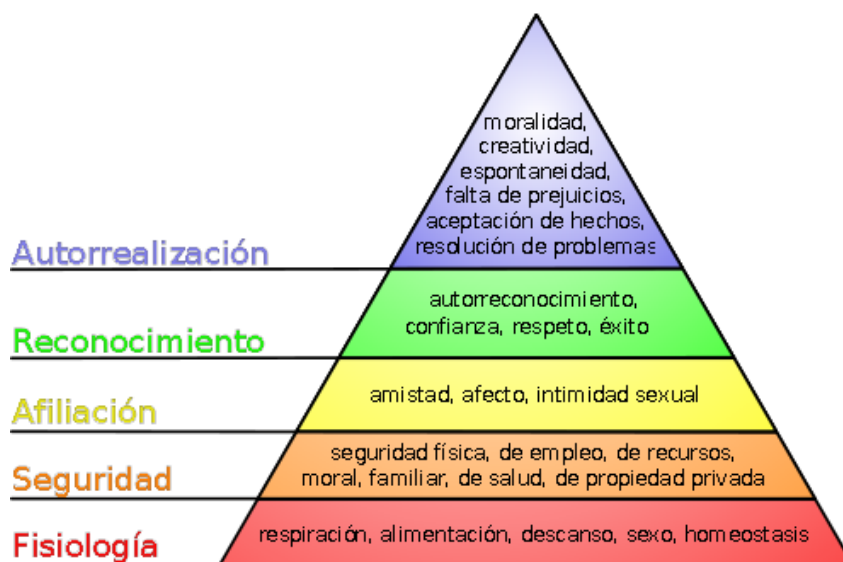 moralidad,
creatividad,
espontaneidad,
falta de prejuicios,
aceptación de hechos,
resolución de problemas
Autorrealización
autorreconocimiento,
confianza, respeto, éxito
Reconocimiento
amistad, afecto, intimidad sexual
Afiliación
seguridad física, de empleo, de recursos,
moral, familiar, de salud, de propiedad privada
Seguridad
respiración, alimentación, descanso, sexo, homeostasis
Fisiología